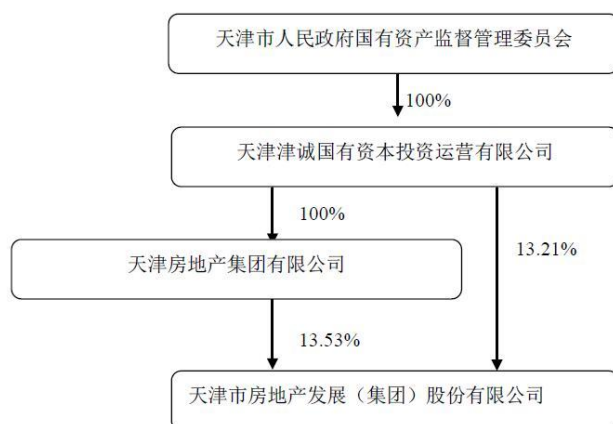 天津市人民政府国有资产监督管理委员会
100%
天津津诚国有资本投资运营有限公司
100%
13.21%
天津房地产集团有限公司
13.53%
天津市房地产发展（集团）股份有限公司